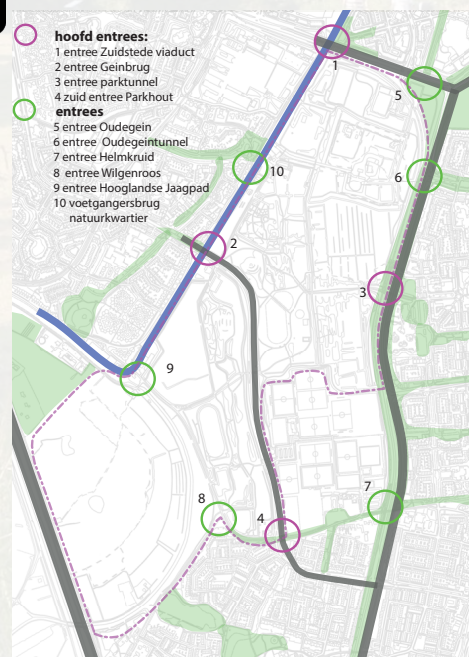 hoofd entrees:
1 entree Zuidstede viaduct
2 entree Geinbrug
3 entree parktunnel
4 zuid entree Parkhout
entrees
5 entree Oudegein
6 entree Oudegeintunnel
7 entree Helmkruid
8 entree Wilgenroos
9 entree Hooglandse Jaagpad
10 voetgangersbrug
natuurkwartier
1
5
10
6
2
3
9
8
7
4